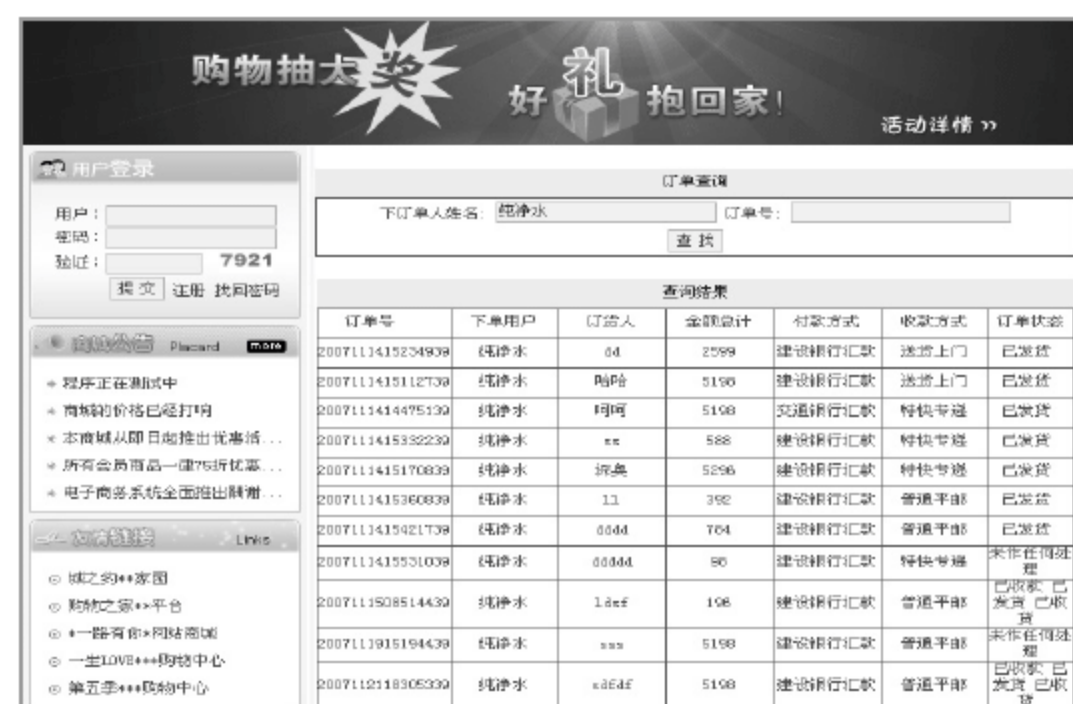 购物抽大奖
好礼抱回家!
活动详情 >>
用户登录
用户:
密码:
验证: 7921
提交 注册 找回密码
商城公告 Placard more
程序正在测试中
商城的价格已经打响
本商城从即日起推出优惠活...
所有会员商品一律75折优惠...
电子商务系统全面推出酬谢...
友情链接 Links
城之约**家园
购物之家**平台
*一路有你*网站商城
一生LOVE***购物中心
第五季***购物中心
订单查询
下订单人姓名: 纯净水 订单号:
查找
查询结果
订单号 下单用户 订货人 金额总计 付款方式 收款方式 订单状态
2007111415234939 纯净水 dd 2599 建设银行汇款 送货上门 已发货
2007111415112739 纯净水 哈哈 5198 建设银行汇款 送货上门 已发货
2007111414475139 纯净水 呵呵 5198 交通银行汇款 特快专递 已发货
2007111415332239 纯净水 588 建设银行汇款 特快专递 已发货
2007111415170839 纯净水 5296 建设银行汇款 特快专递 已发货
2007111415360839 纯净水 11 392 建设银行汇款 普通平邮 已发货
2007111415421739 纯净水 dddd 784 建设银行汇款 普通平邮 已发货
2007111415531039 纯净水 ddddd 98 建设银行汇款 特快专递 未作任何处理
2007111508514439 纯净水 196 建设银行汇款 普通平邮 已收款 已发货 已收货
2007111915194439 纯净水 sss 5198 建设银行汇款 普通平邮 未作任何处理
2007112118305339 纯净水 sdfdf 5198 建设银行汇款 普通平邮 已收款 已发货 已收货